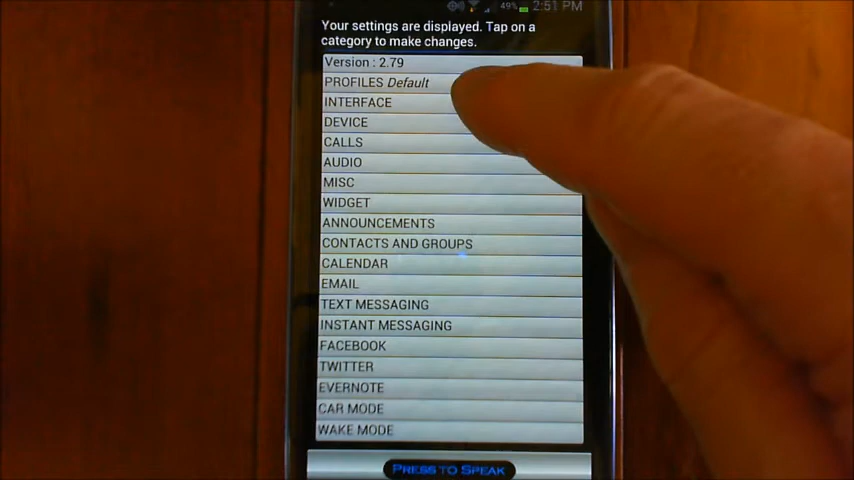 49% 2:51 PM
Your settings are displayed. Tap on a
category to make changes.
Version : 2.79
PROFILES Default
INTERFACE
DEVICE
CALLS
AUDIO
MISC
WIDGET
ANNOUNCEMENTS
CONTACTS AND GROUPS
CALENDAR
EMAIL
TEXT MESSAGING
INSTANT MESSAGING
FACEBOOK
TWITTER
EVERNOTE
CAR MODE
WAKE MODE
PRESS TO SPEAK